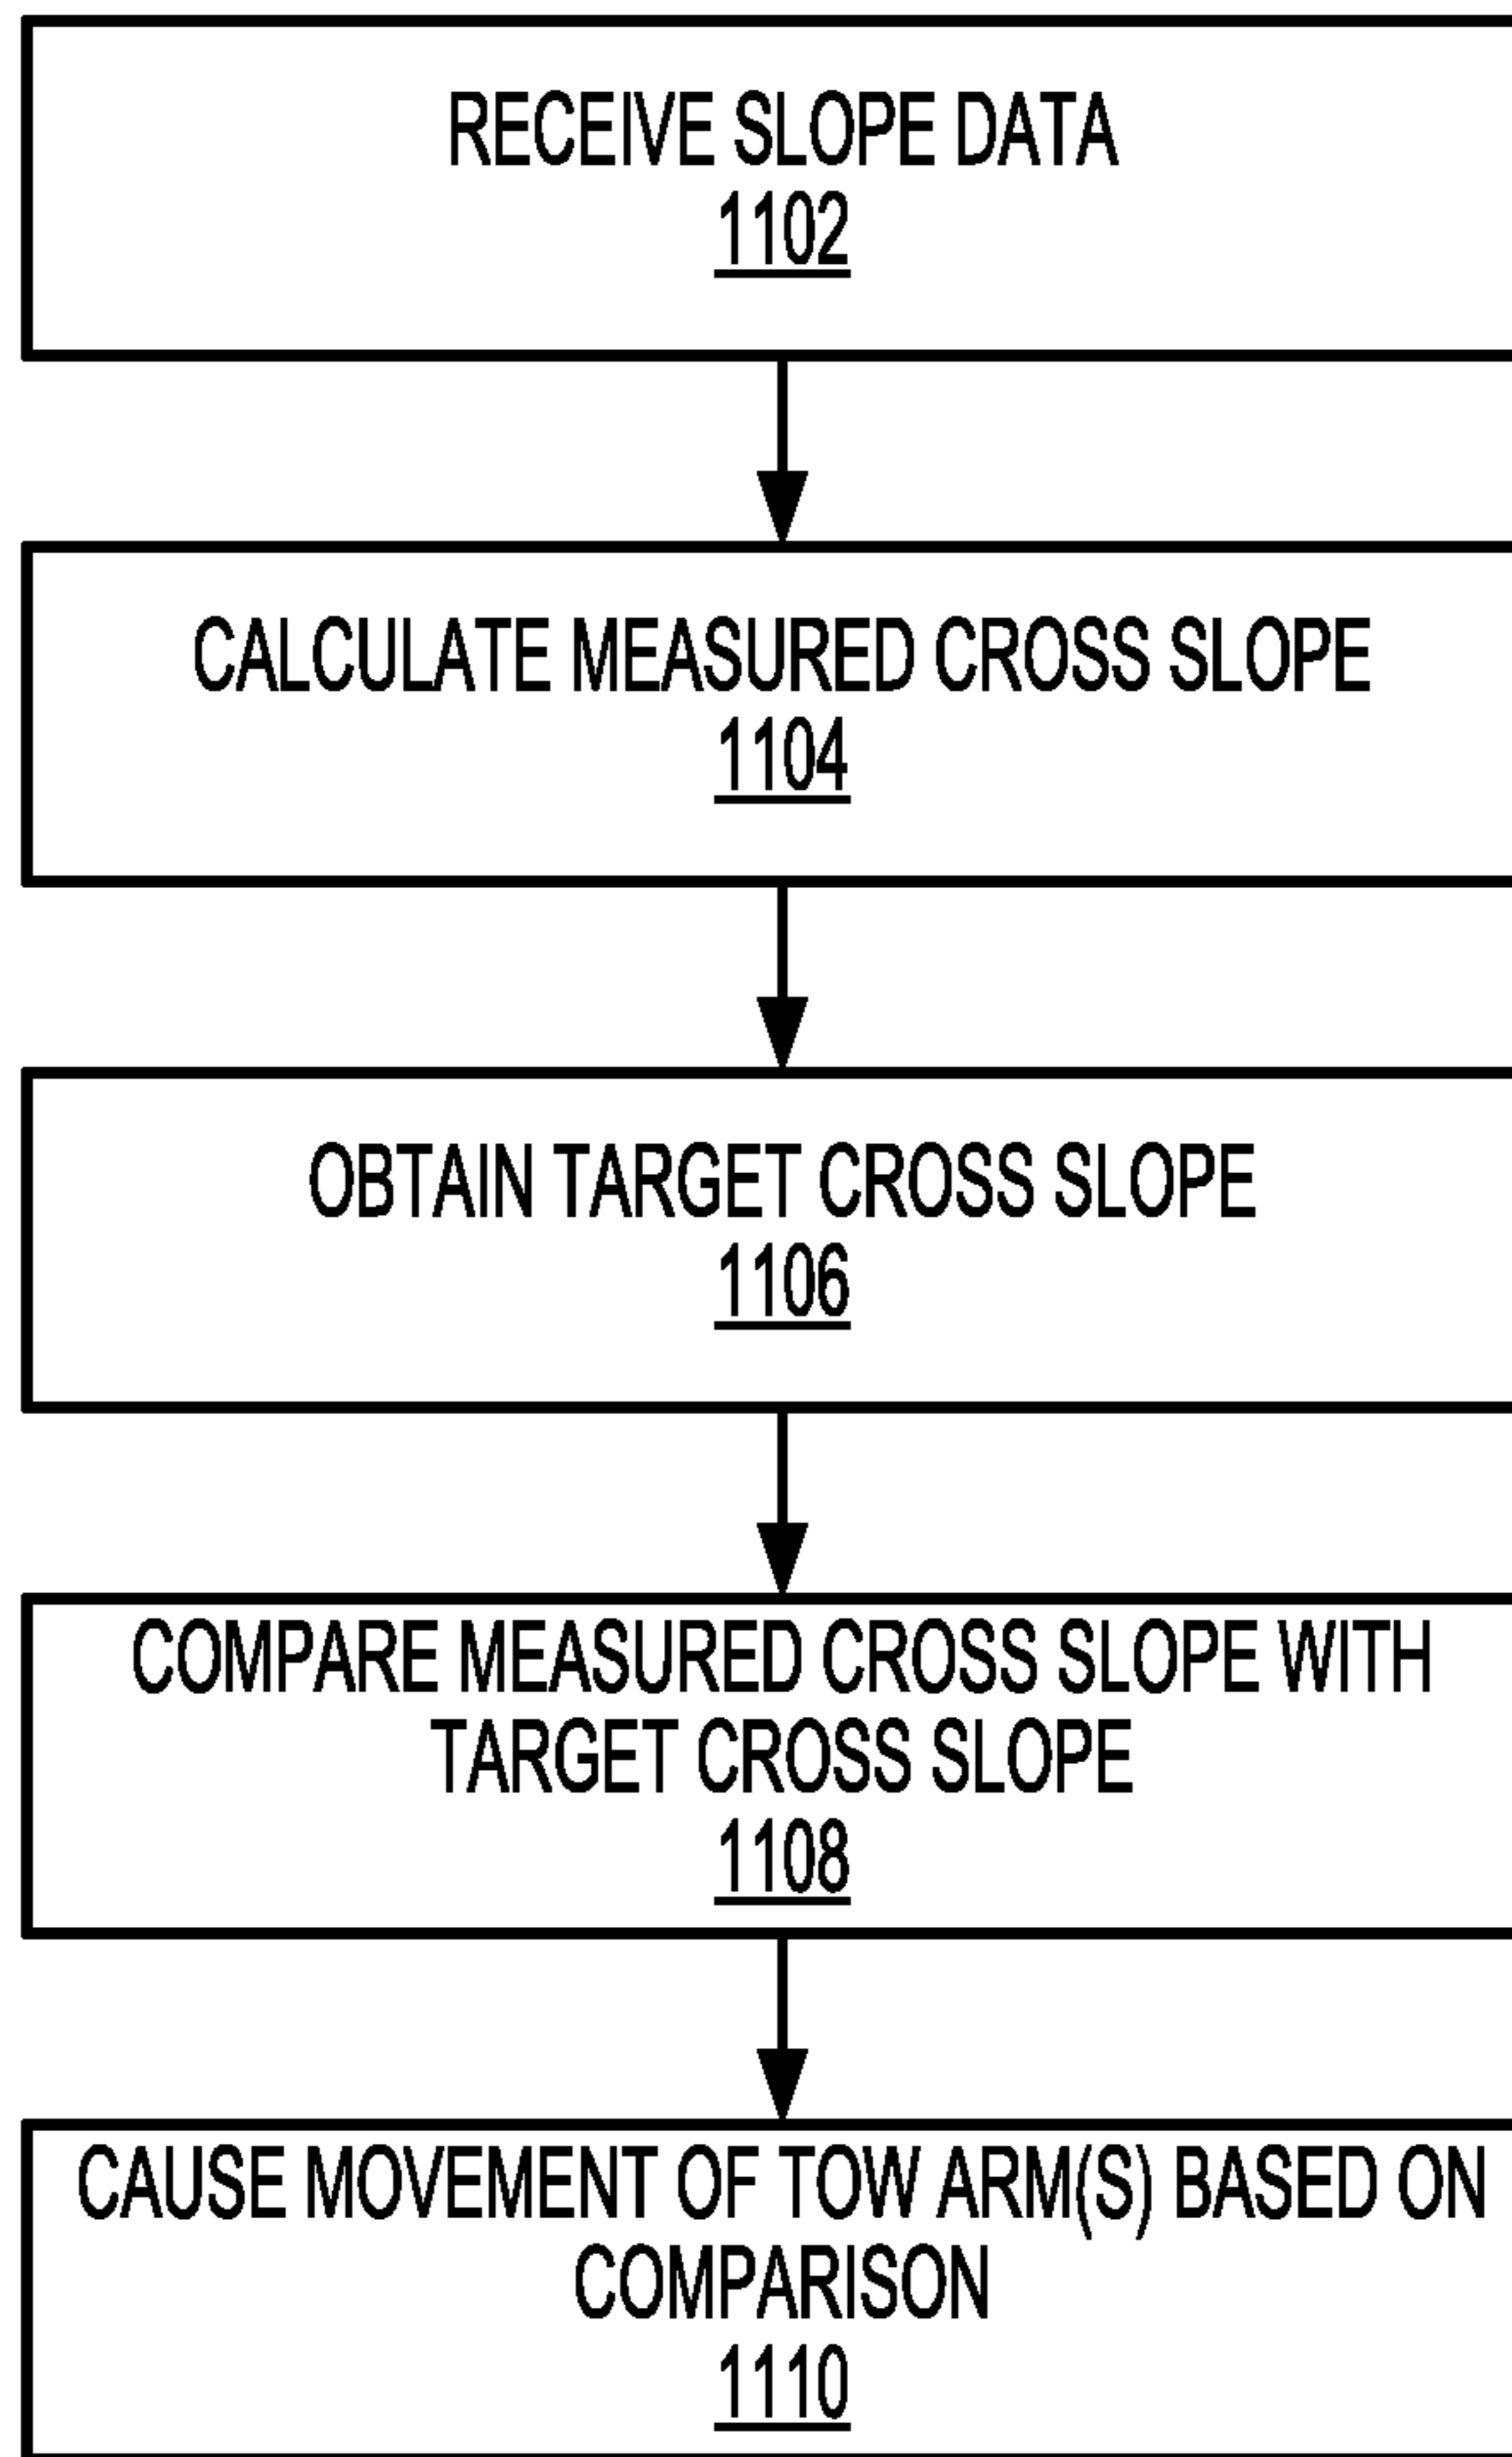 RECEIVE SLOPE DATA
1102
CALCULATE MEASURED CROSS SLOPE
1104
OBTAIN TARGET CROSS SLOPE
1106
COMPARE MEASURED CROSS SLOPE WITH
TARGET CROSS SLOPE
1108
CAUSE MOVEMENT OF TOW ARM(S) BASED ON
COMPARISON
1110